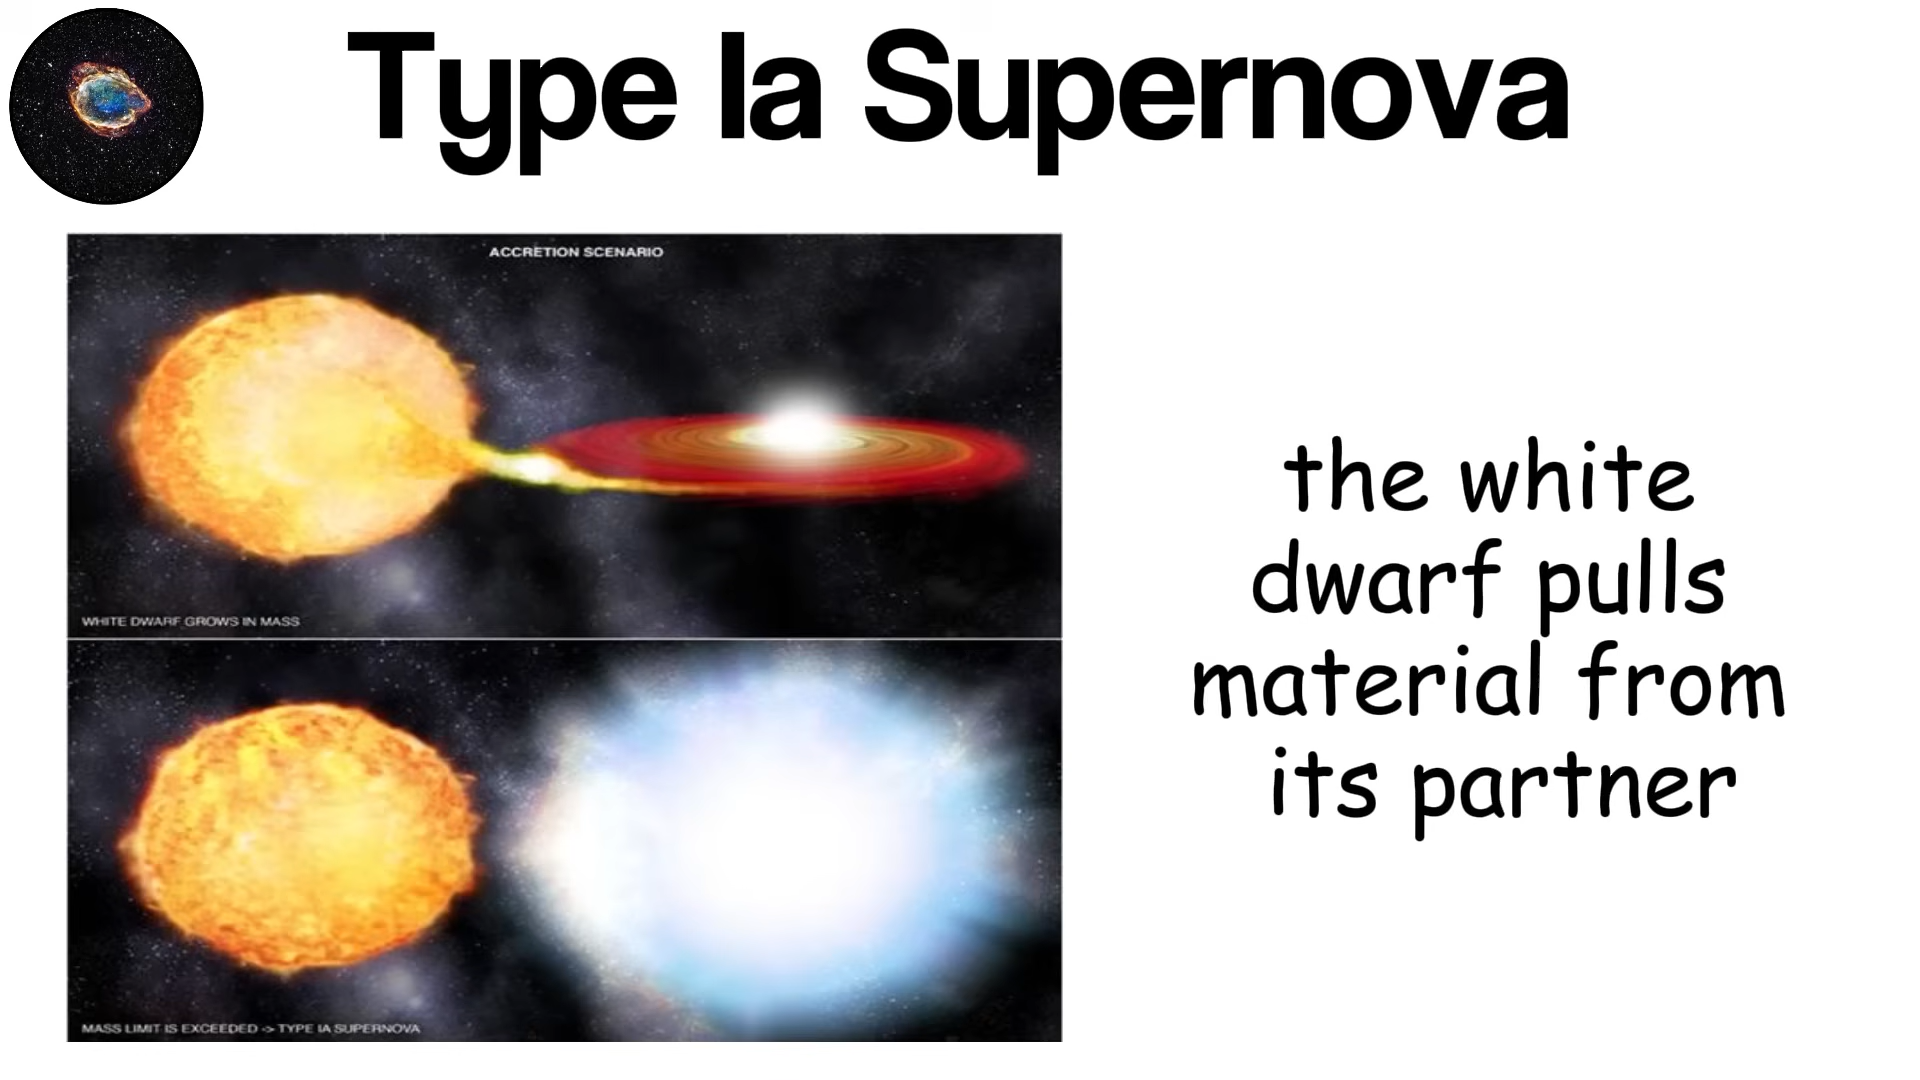 Type Ia Supernova
ACCRETION SCENARIO
WHITE DWARF GROWS IN MASS
MASS LIMIT IS EXCEEDED -> TYPE IA SUPERNOVA
the white
dwarf pulls
material from
its partner